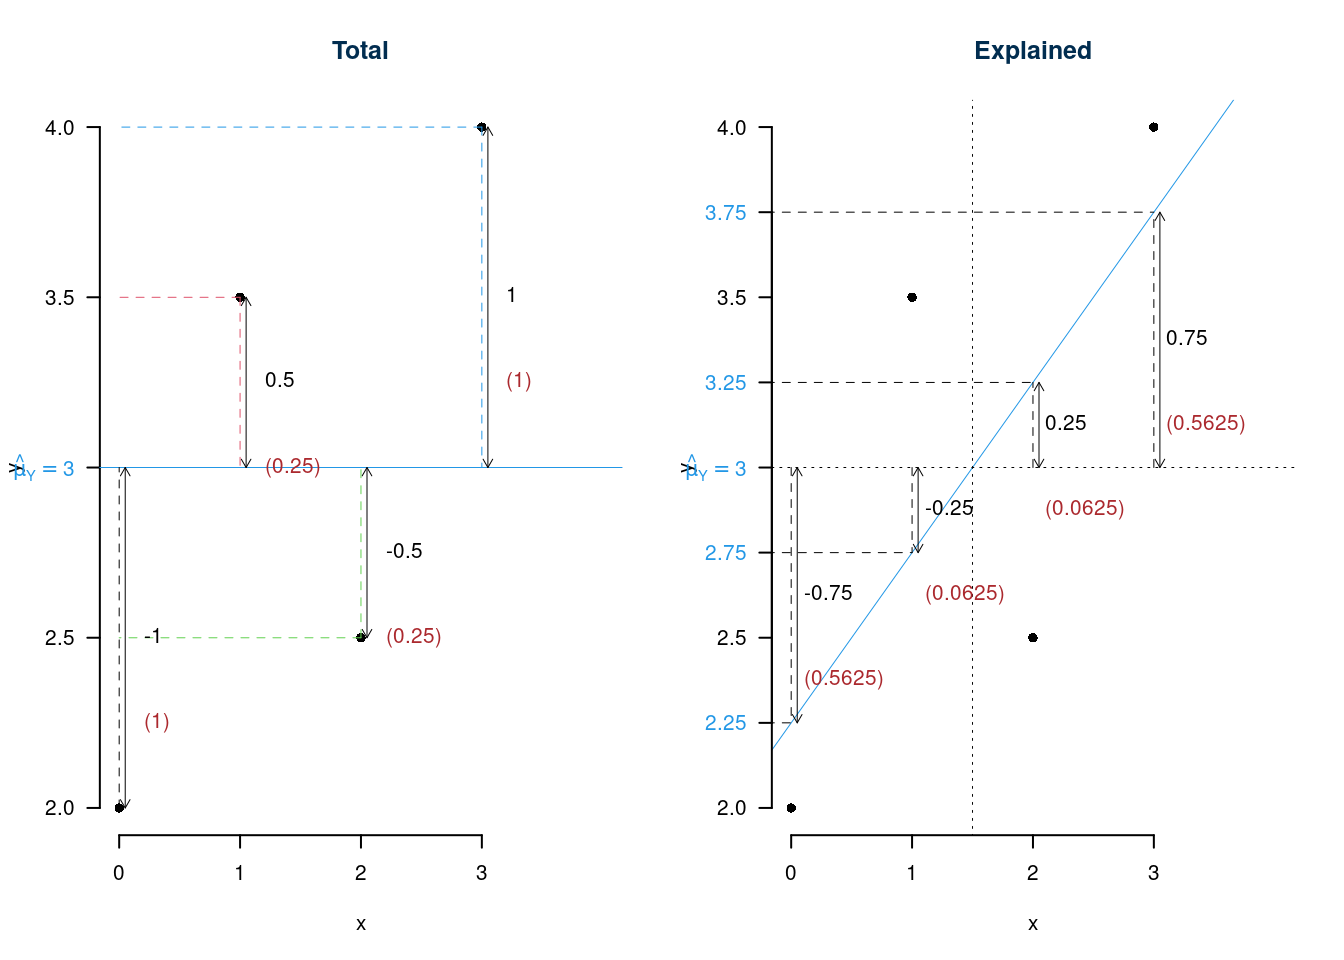 Total
4.0
3.5
y
μ̂Y = 3
2.5
2.0
1
(1)
0.5
(0.25)
-0.5
(0.25)
-1
(1)
0 1 2 3
x
Explained
4.0
3.75
3.5
3.25
y
μ̂Y = 3
2.75
2.5
2.25
2.0
0.75
(0.5625)
0.25
(0.0625)
-0.25
(0.0625)
-0.75
(0.5625)
0 1 2 3
x